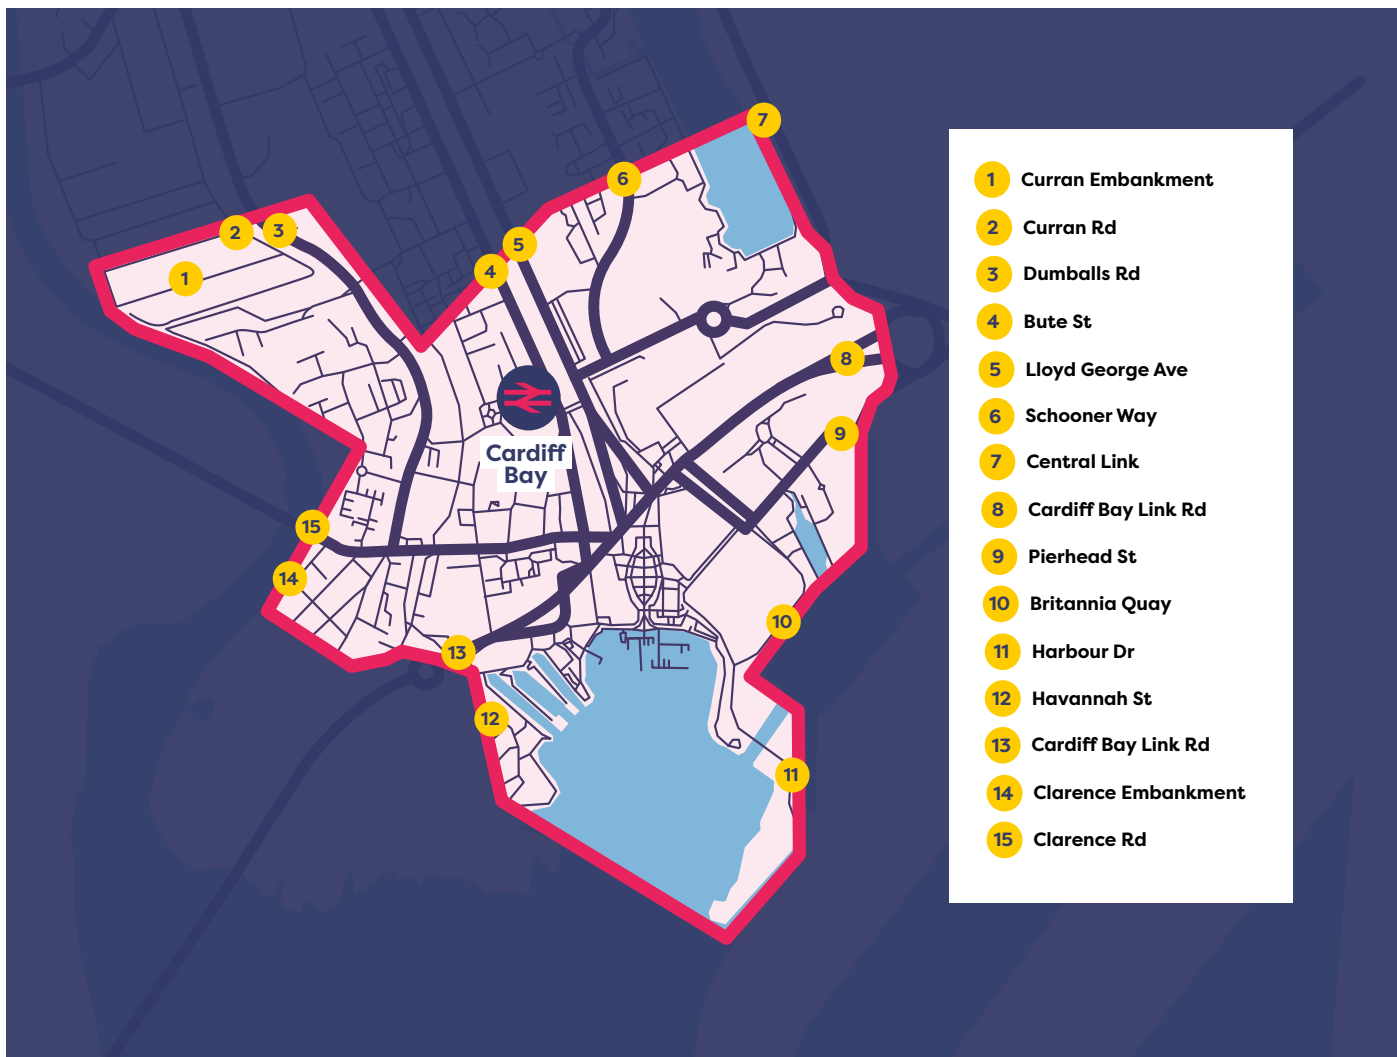 7
6
2
3
5
4
1
8
Cardiff
Bay
9
15
14
10
13
12
11
1 Curran Embankment
2 Curran Rd
3 Dumballs Rd
4 Bute St
5 Lloyd George Ave
6 Schooner Way
7 Central Link
8 Cardiff Bay Link Rd
9 Pierhead St
10 Britannia Quay
11 Harbour Dr
12 Havannah St
13 Cardiff Bay Link Rd
14 Clarence Embankment
15 Clarence Rd